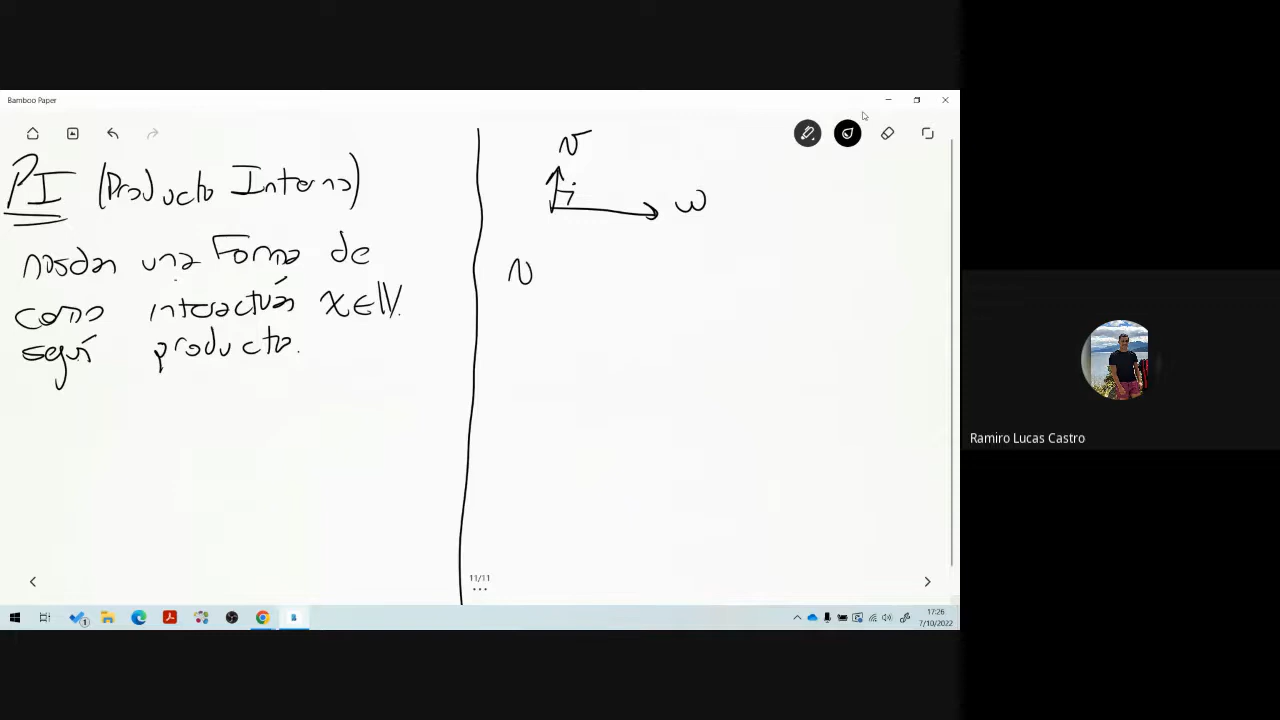 Bamboo Paper
PI (Producto Interno)
nosdan una Forma de
como interactúan x∈V.
según producto.
v
w
v
11/11
17:26
7/10/2022
Ramiro Lucas Castro